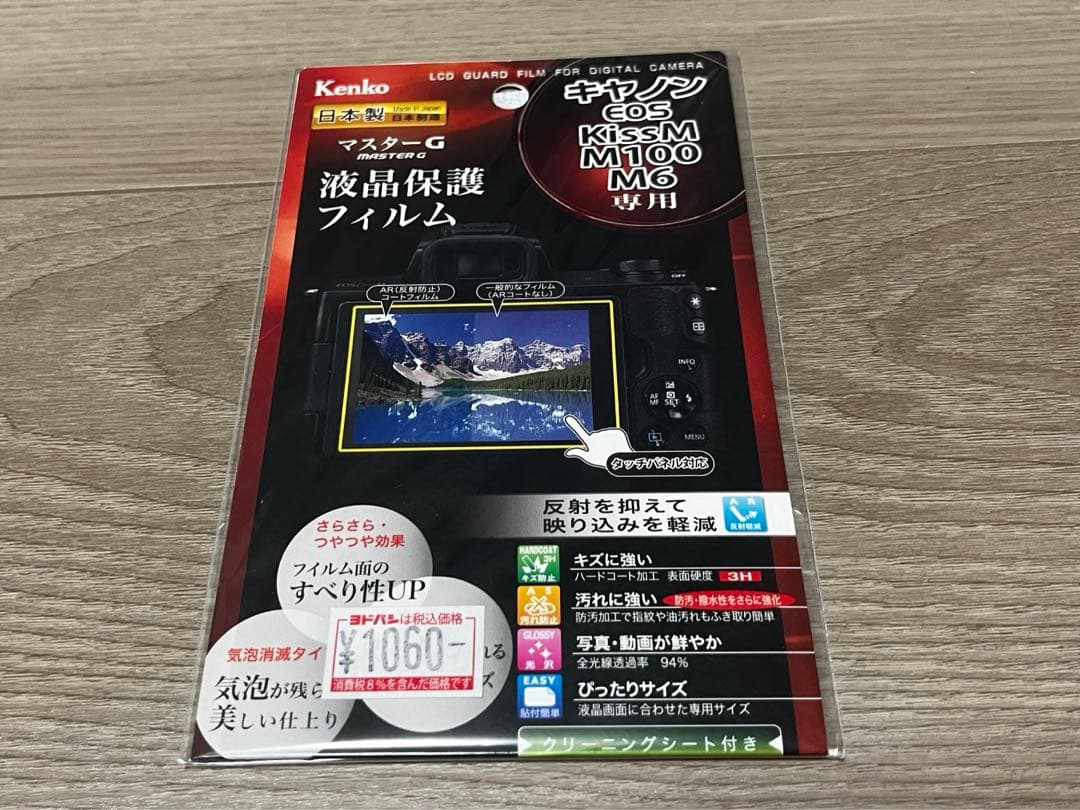 LCD GUARD FILM FOR DIGITAL CAMERA
Kenko
日本製
Made in Japan
日本制造
マスターG
MASTER G
キヤノン
EOS
KissM
M100
M6
専用
液晶保護
フィルム
OFF
AR(反射防止)
コートフィルム
一般的なフィルム
(ARコートなし)
INFO
AF
MF
Q
SET
MENU
タッチパネル対応
反射を抑えて
映り込みを軽減
AR
反射軽減
さらさら・
つやつや効果
フイルム面の
すべり性UP
HARDCOAT
3H
キズ防止
キズに強い
ハードコート加工 表面硬度 3H
AS
汚れ防止
汚れに強い 防汚・撥水性をさらに強化
防汚加工で指紋や油汚れもふき取り簡単
GLOSSY
光沢
写真・動画が鮮やか
全光線透過率 94%
EASY
貼付簡単
ぴったりサイズ
液晶画面に合わせた専用サイズ
ヨドバシは税込価格
¥1060-
消費税8%を含んだ価格です
気泡消滅タイ
気泡が残ら
美しい仕上り
れる
ズ
クリーニングシート付き